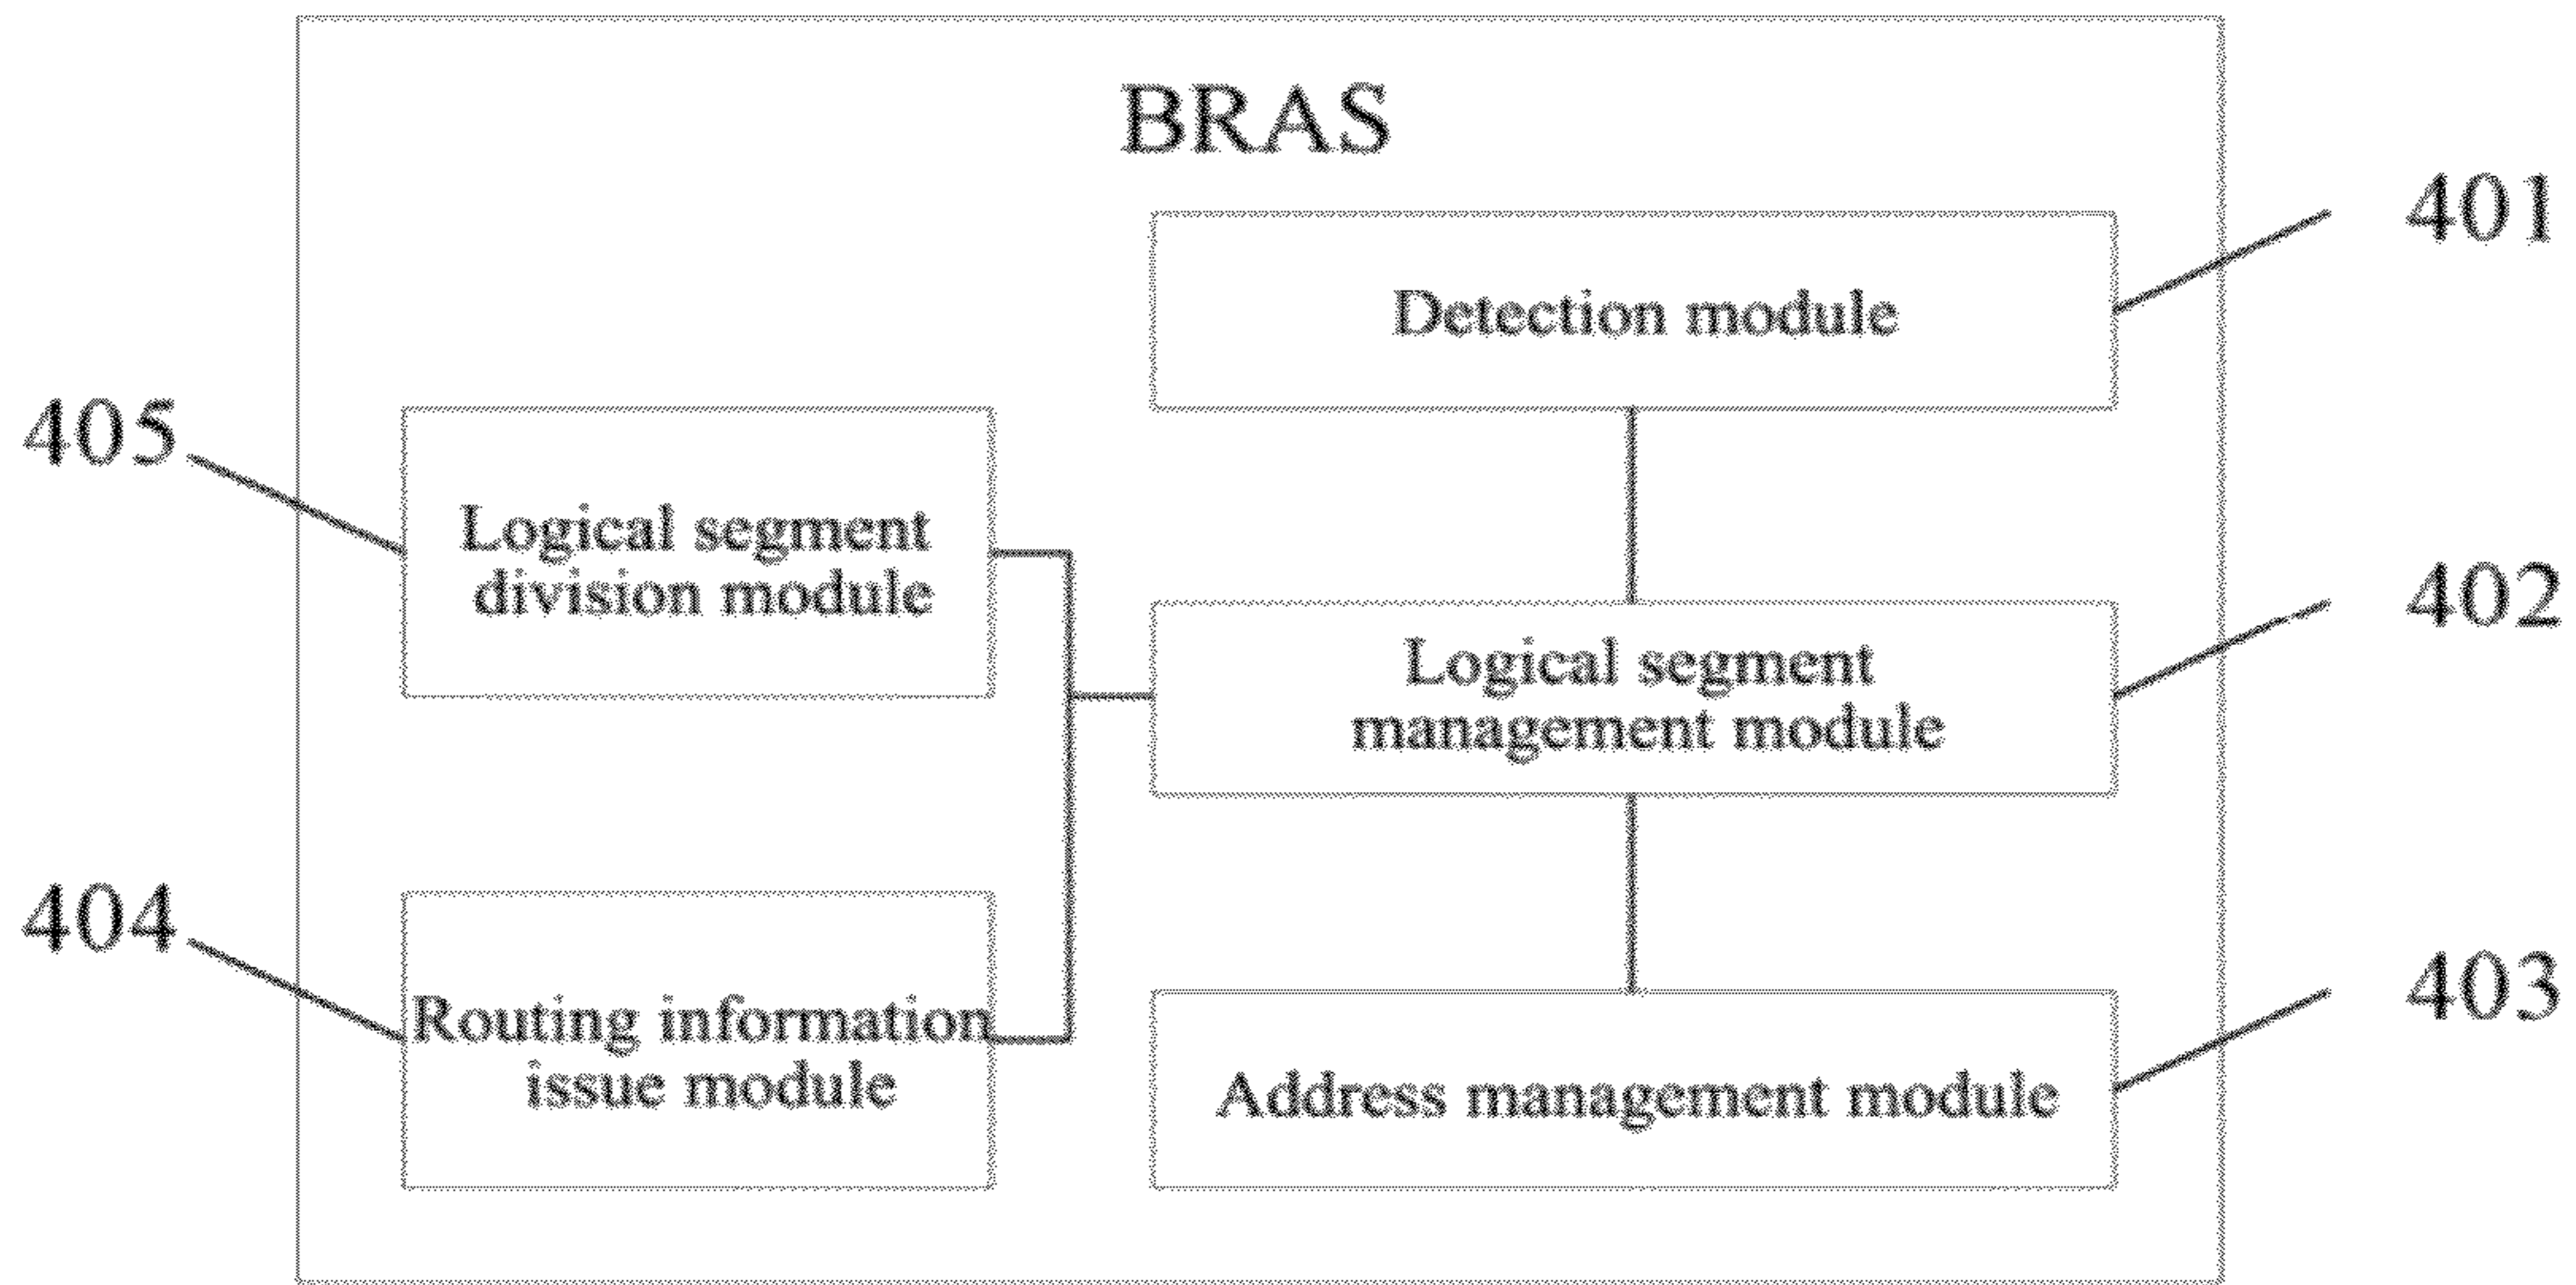 BRAS
401
Detection module
405
Logical segment
division module
402
Logical segment
management module
404
Routing information
issue module
403
Address management module